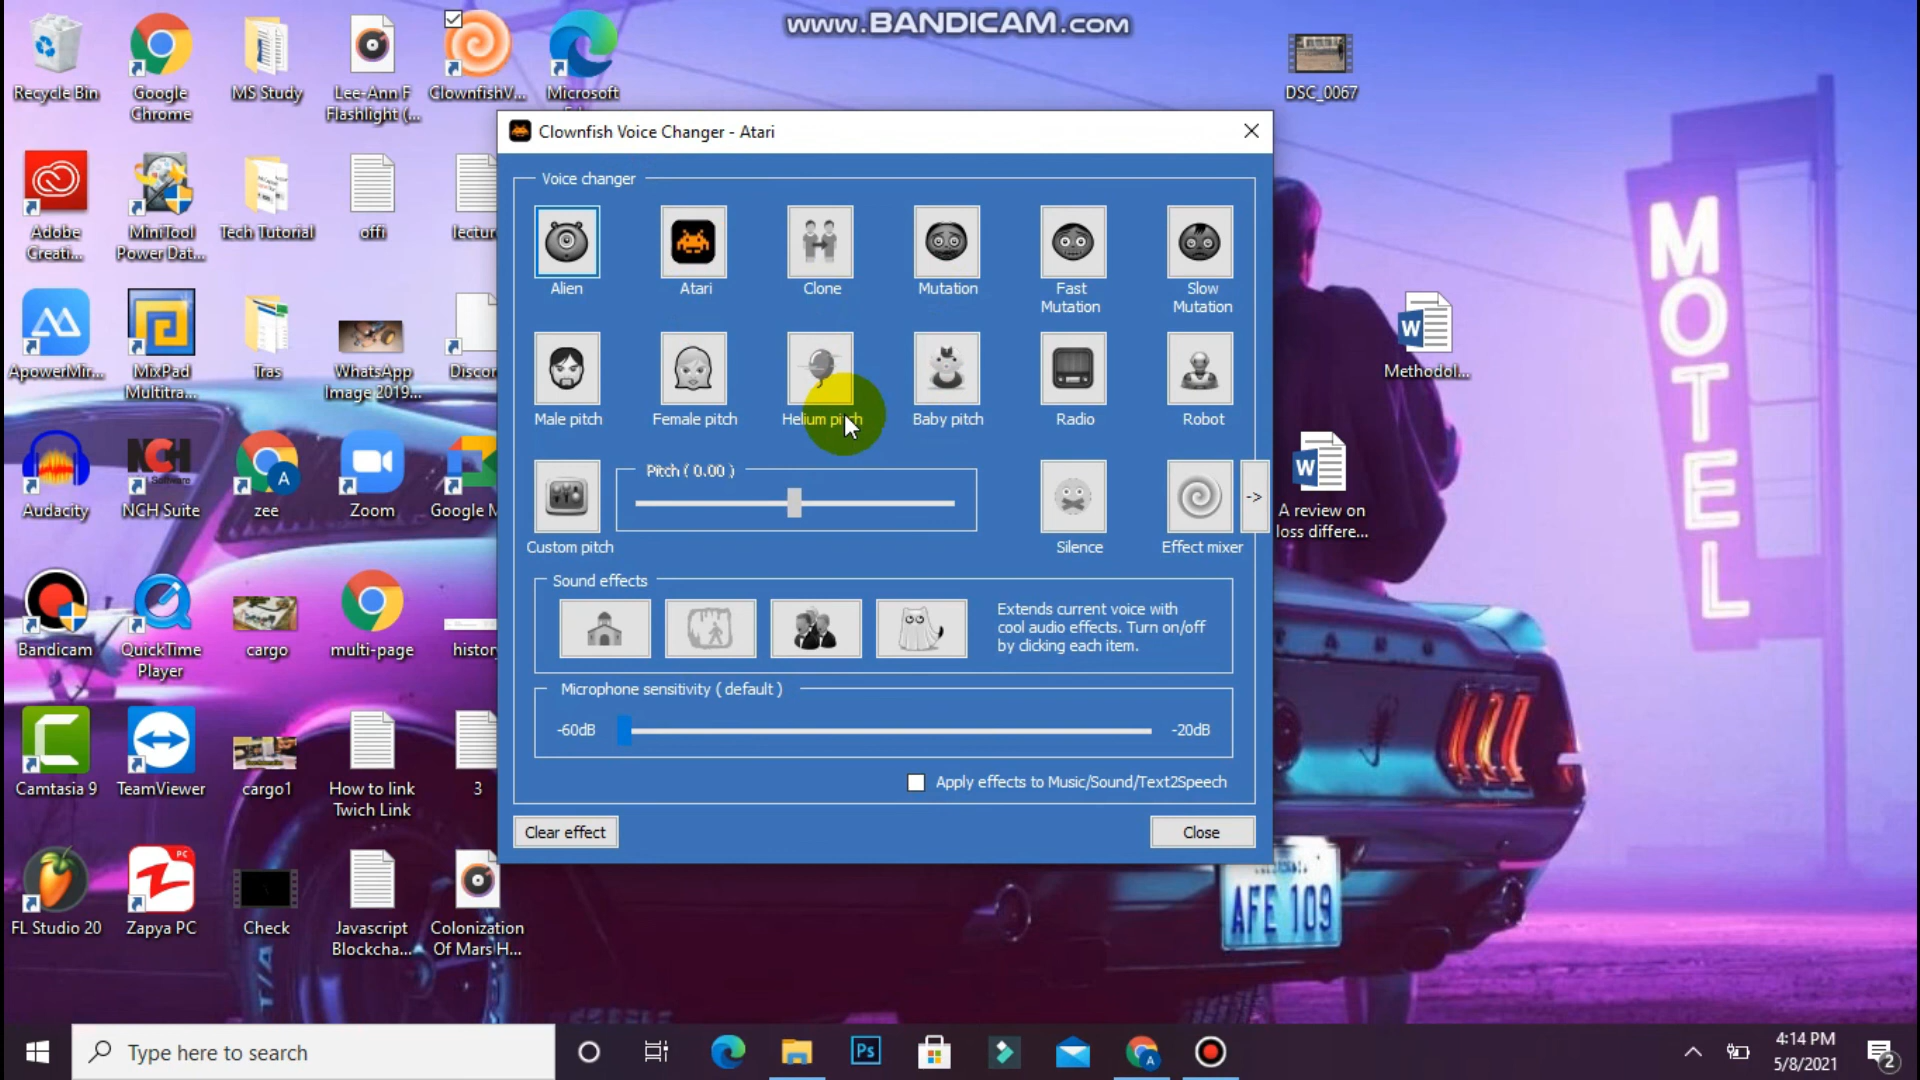 www.BANDICAM.com
Recycle Bin
Google
Chrome
MS Study
Lee-Ann F
Flashlight (...
ClownfishV...
Microsoft
DSC_0067
Clownfish Voice Changer - Atari
Voice changer
Alien
Atari
Clone
Mutation
Fast
Mutation
Slow
Mutation
Male pitch
Female pitch
Helium pitch
Baby pitch
Radio
Robot
Pitch ( 0.00 )
Custom pitch
Silence
Effect mixer
->
Sound effects
Extends current voice with
cool audio effects. Turn on/off
by clicking each item.
Microphone sensitivity ( default )
-60dB
-20dB
Apply effects to Music/Sound/Text2Speech
Clear effect
Close
Adobe
Creati...
MiniTool
Power Dat...
Tech Tutorial
offi
lectur
ApowerMir...
MixPad
Multitra...
Tras
WhatsApp
Image 2019...
Discor
Methodol...
Audacity
NCH
Software
NCH Suite
A
zee
Zoom
Google M
A review on
loss differe...
Bandicam
QuickTime
Player
cargo
multi-page
history
Camtasia 9
TeamViewer
cargo1
How to link
Twich Link
3
FL Studio 20
PC
Zapya PC
Check
Javascript
Blockcha...
Colonization
Of Mars H...
MOTEL
AFE 109
T/A
W
W
Type here to search
Ps
A
4:14 PM
5/8/2021
2